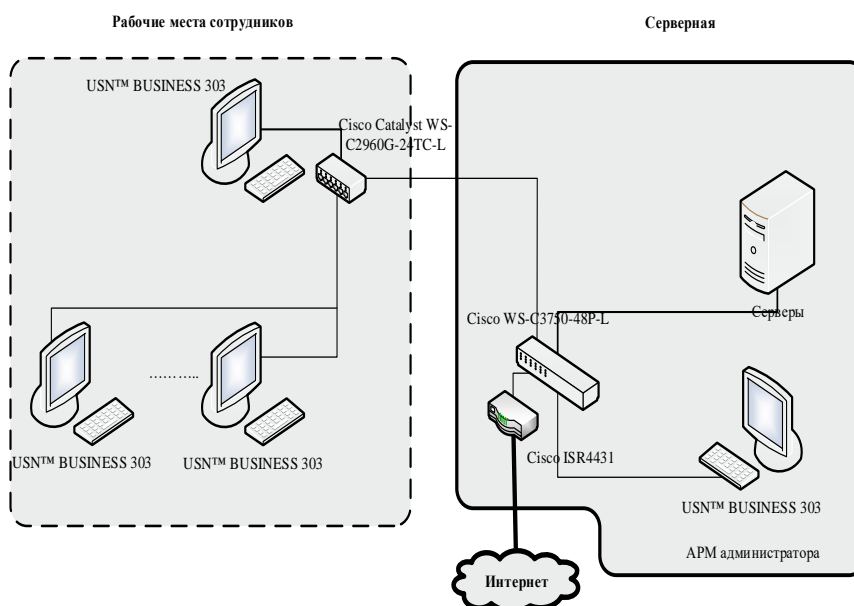 Рабочие места сотрудников
Серверная
USN™ BUSINESS 303
Cisco Catalyst WS-
C2960G-24TC-L
Серверы
Cisco WS-C3750-48P-L
………..
USN™ BUSINESS 303
USN™ BUSINESS 303
Cisco ISR4431
USN™ BUSINESS 303
АРМ администратора
Интернет